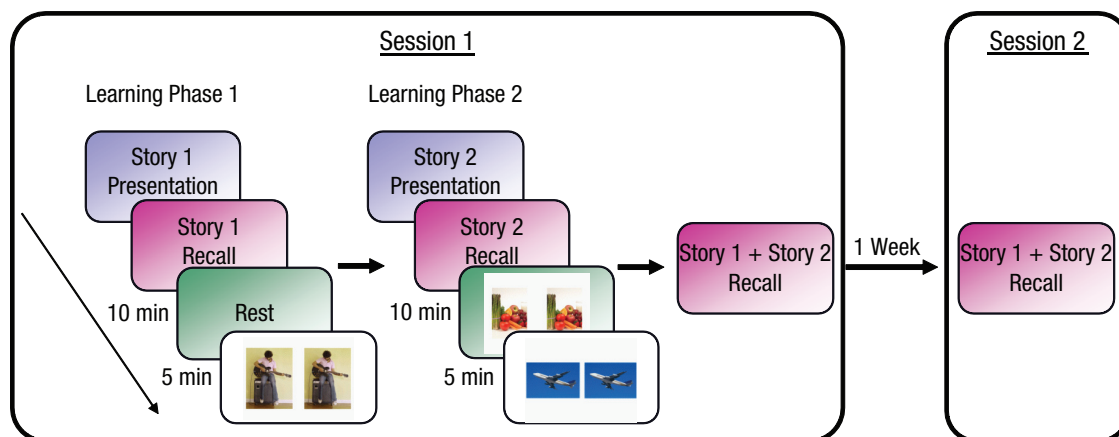 Session 1
Session 2
Learning Phase 1
Learning Phase 2
Story 1
Presentation
Story 1
Recall
10 min
Rest
5 min
Story 2
Presentation
Story 2
Recall
10 min
5 min
Story 1 + Story 2
Recall
1 Week
Story 1 + Story 2
Recall